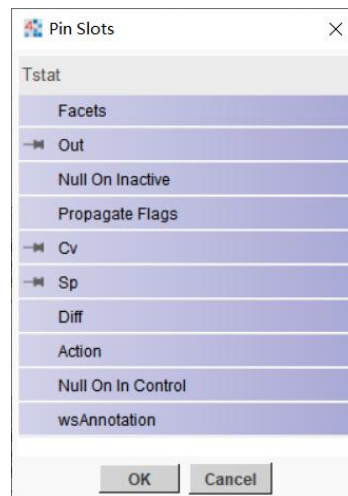 Pin Slots
Tstat
Facets
Out
Null On Inactive
Propagate Flags
Cv
Sp
Diff
Action
Null On In Control
wsAnnotation
OK Cancel